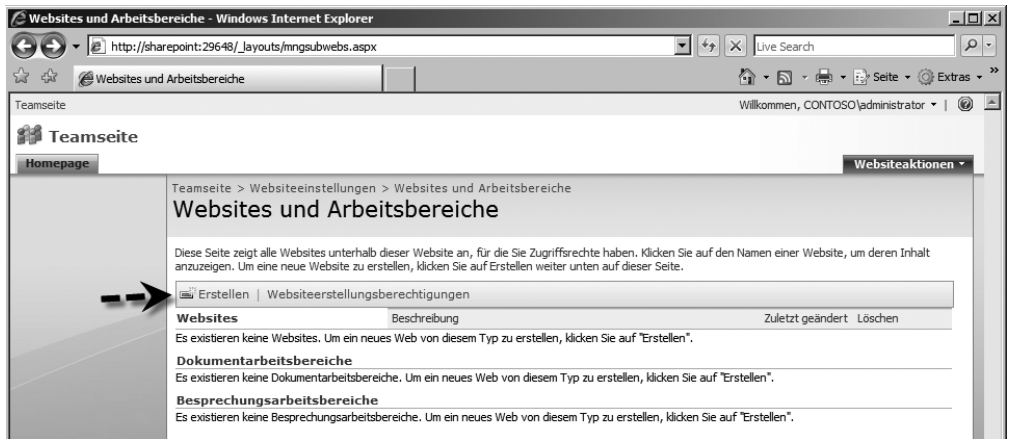 Websites und Arbeitsbereiche - Windows Internet Explorer
http://sharepoint:29648/_layouts/mngsubwebs.aspx
Live Search
Websites und Arbeitsbereiche
Seite
Extras
Teamseite
Willkommen, CONTOSO\administrator
Teamseite
Homepage
Websiteaktionen
Teamseite > Websiteeinstellungen > Websites und Arbeitsbereiche
Websites und Arbeitsbereiche
Diese Seite zeigt alle Websites unterhalb dieser Website an, für die Sie Zugriffsrechte haben. Klicken Sie auf den Namen einer Website, um deren Inhalt
anzuzeigen. Um eine neue Website zu erstellen, klicken Sie auf Erstellen weiter unten auf dieser Seite.
Erstellen | Websiteerstellungsberechtigungen
Websites Beschreibung Zuletzt geändert Löschen
Es existieren keine Websites. Um ein neues Web von diesem Typ zu erstellen, klicken Sie auf "Erstellen".
Dokumentarbeitsbereiche
Es existieren keine Dokumentarbeitsbereiche. Um ein neues Web von diesem Typ zu erstellen, klicken Sie auf "Erstellen".
Besprechungsarbeitsbereiche
Es existieren keine Besprechungsarbeitsbereiche. Um ein neues Web von diesem Typ zu erstellen, klicken Sie auf "Erstellen".